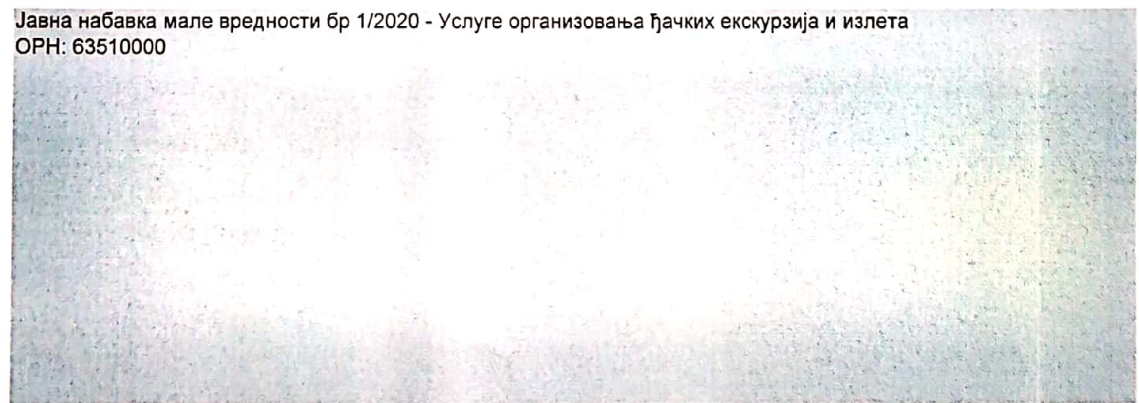 Јавна набавка мале вредности бр 1/2020 - Услуге организовања ђачких екскурзија и излета
ОРН: 63510000